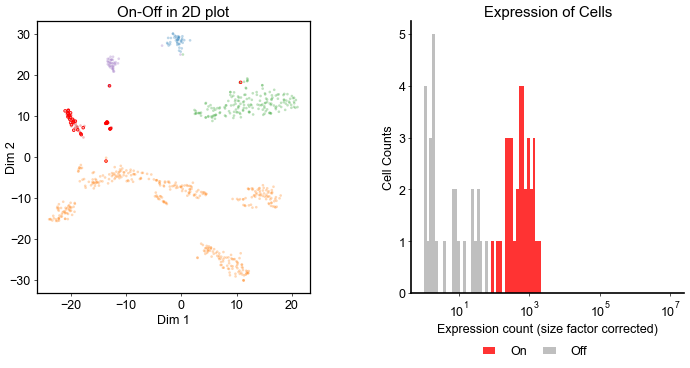 On-Off in 2D plot
30
20
10
0
−10
−20
−30
−20
−10
0
10
20
Dim 2
Dim 1
Expression of Cells
5
4
3
2
1
0
10^1
10^3
10^5
10^7
Cell Counts
Expression count (size factor corrected)
On
Off